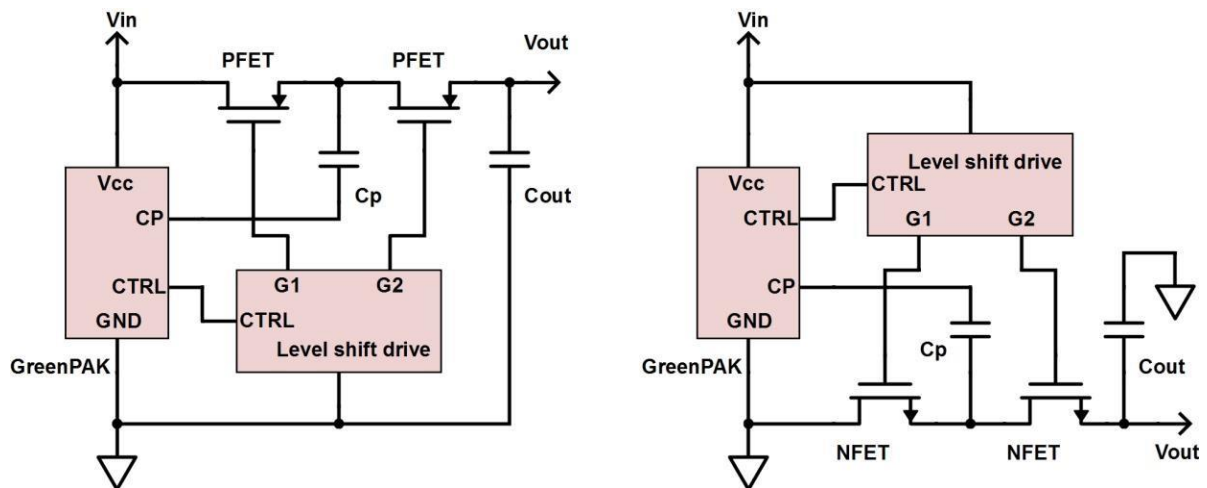 Vin
PFET
PFET
Vout
Vcc
CP
Cp
Cout
CTRL
G1
G2
GND
CTRL
Level shift drive
GreenPAK
Vin
Level shift drive
Vcc
CTRL
CTRL
G1
G2
CP
GND
Cp
Cout
GreenPAK
NFET
NFET
Vout